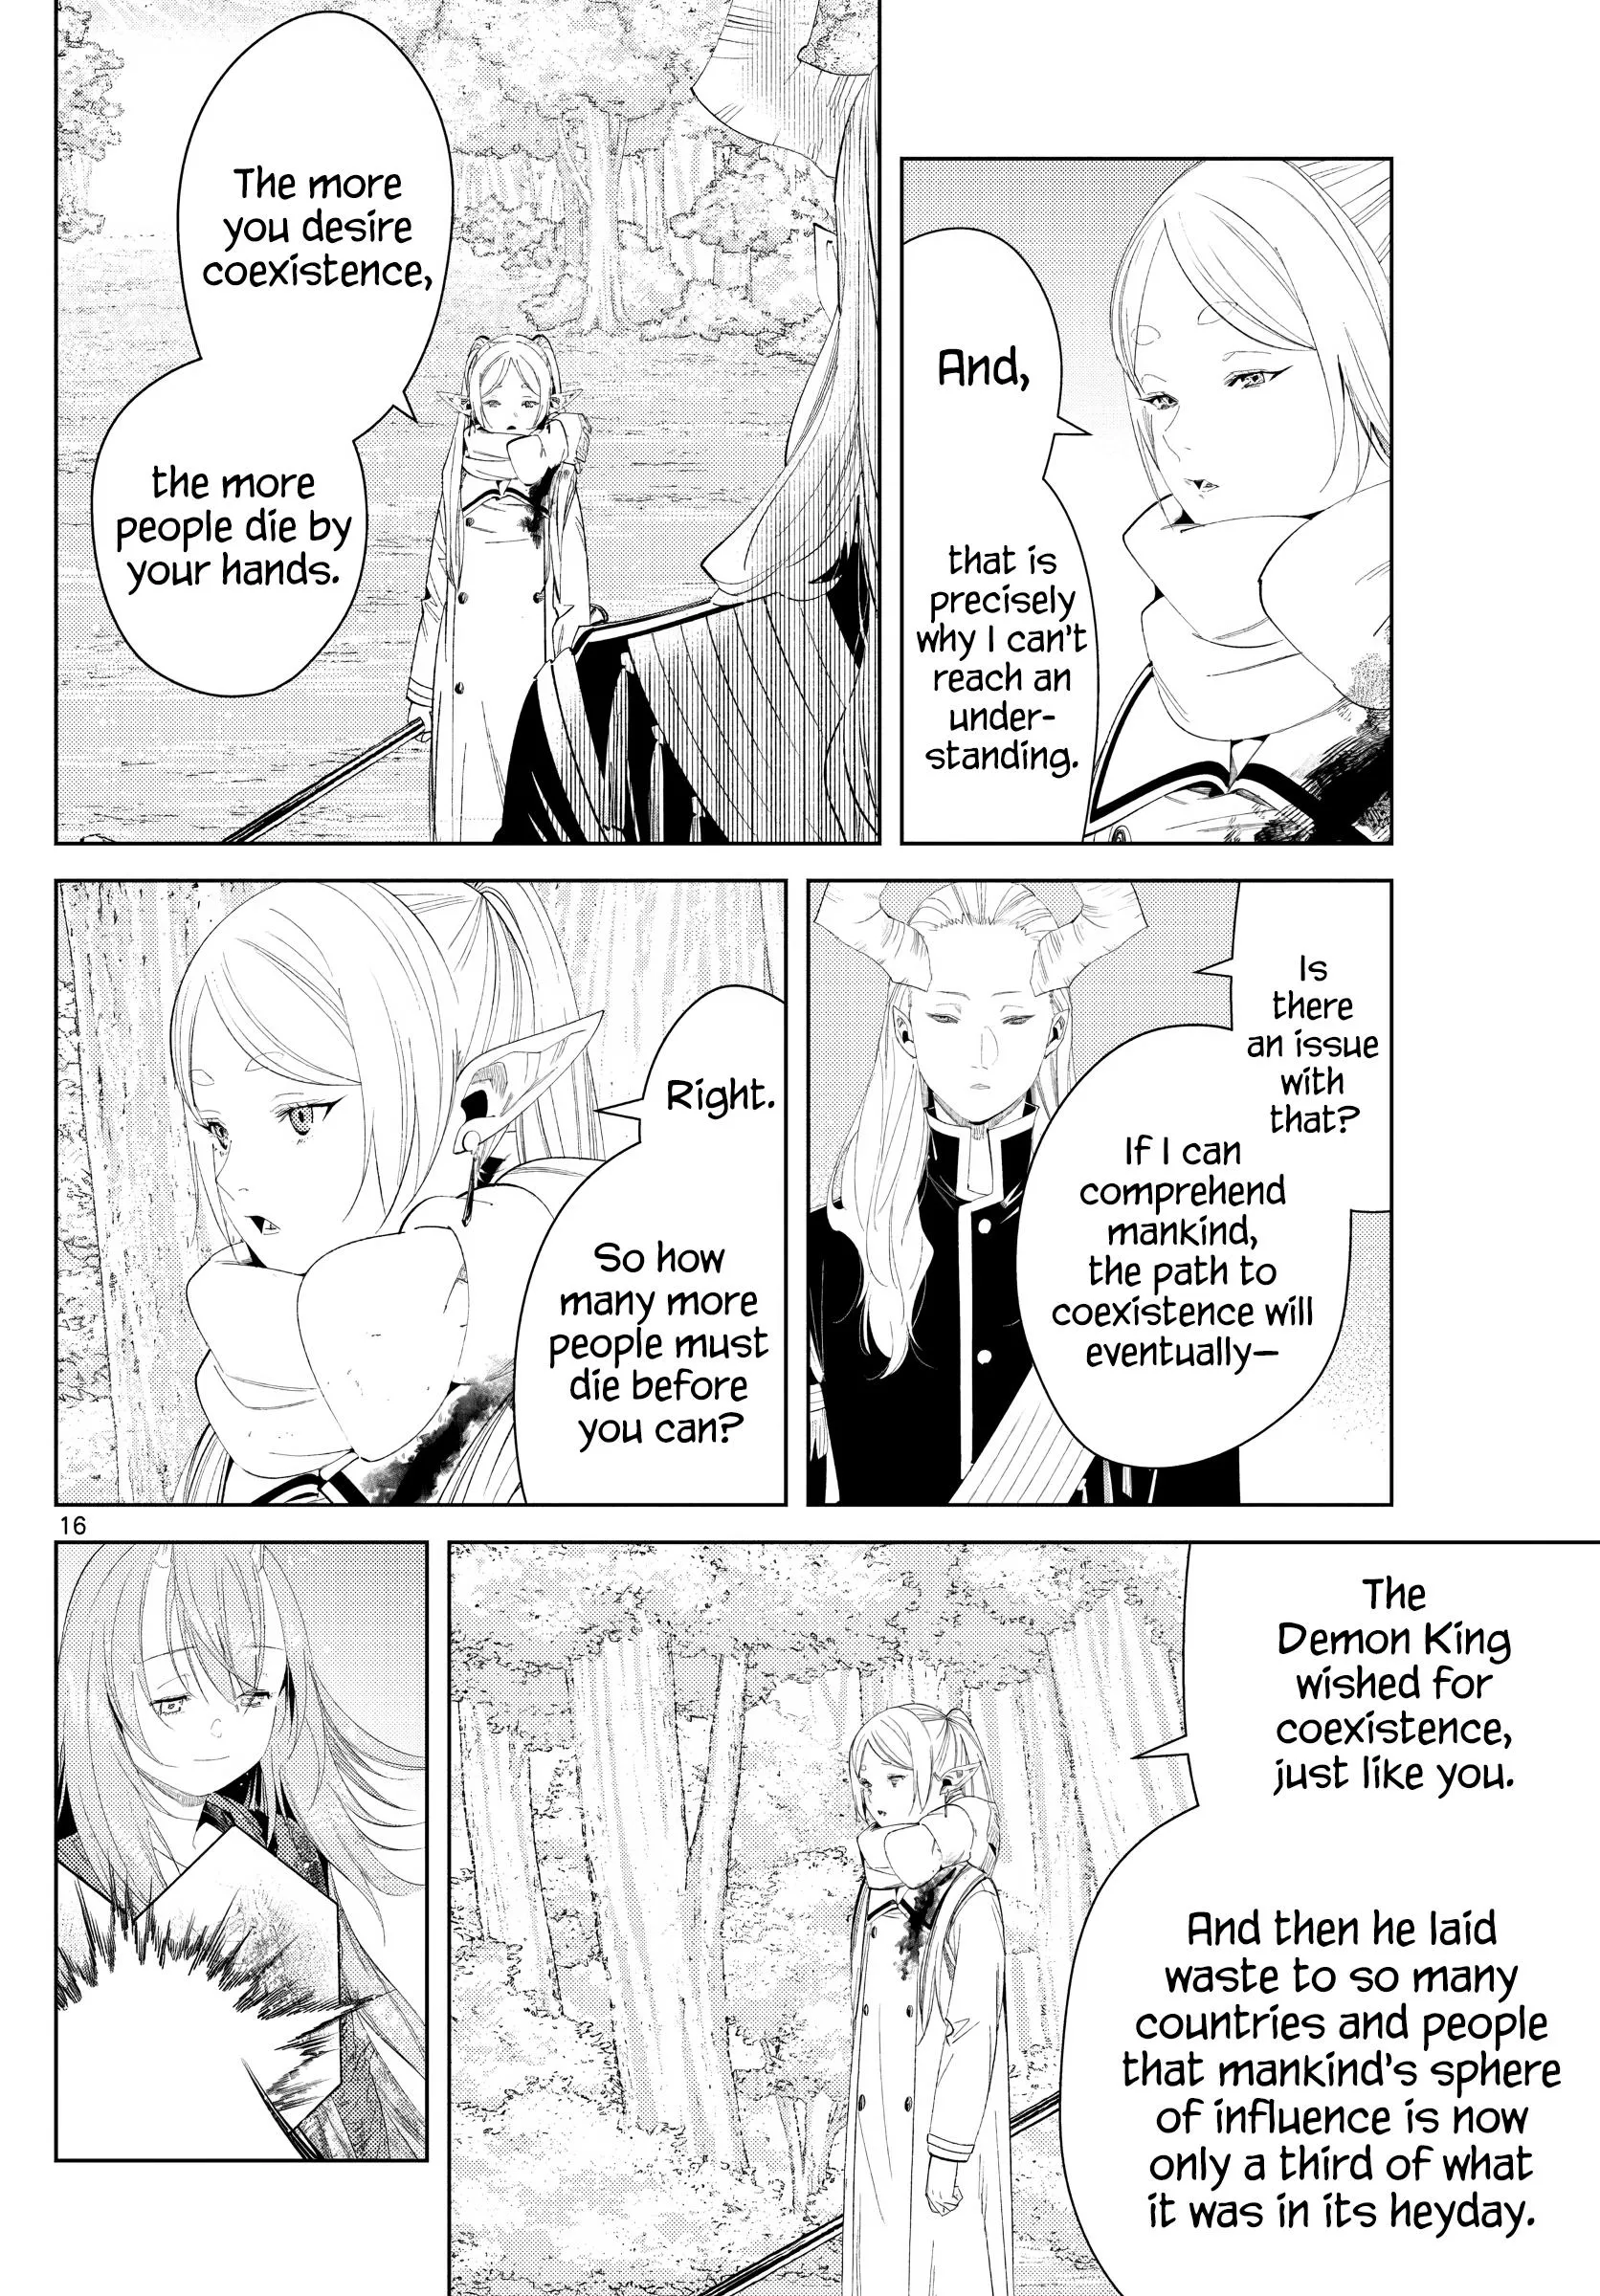 And,
that is
precisely
why I can't
reach an
under-
standing.
The more
you desire
coexistence,
the more
people die by
your hands.
Is
there
an issue
with
that?
If I can
comprehend
mankind,
the path to
coexistence will
eventually—
Right.
So how
many more
people must
die before
you can?
16
The
Demon King
wished for
coexistence,
just like you.
And then he laid
waste to so many
countries and people
that mankind's sphere
of influence is now
only a third of what
it was in its heyday.